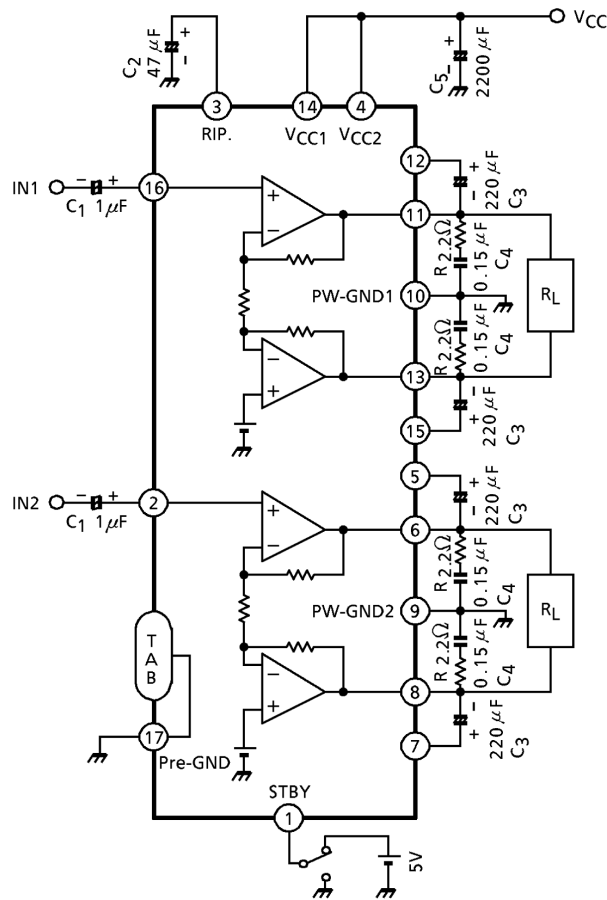 VCC
C2
47 μF
+
-
C5
+
-
2200 μF
3
14
4
RIP.
VCC1
VCC2
IN1
- +
C1 1μF
16
12
+
-
220 μF
C3
11
R 2.2Ω
0.15 μF
C4
PW-GND1
10
RL
R 2.2Ω
0.15 μF
C4
13
-
+
220 μF
C3
15
+
-
-
+
5
+
-
220 μF
C3
IN2
- +
C1 1μF
2
6
R 2.2Ω
0.15 μF
C4
PW-GND2
9
RL
R 2.2Ω
0.15 μF
C4
8
-
+
220 μF
C3
7
+
-
-
+
TAB
17
Pre-GND
STBY
1
5V